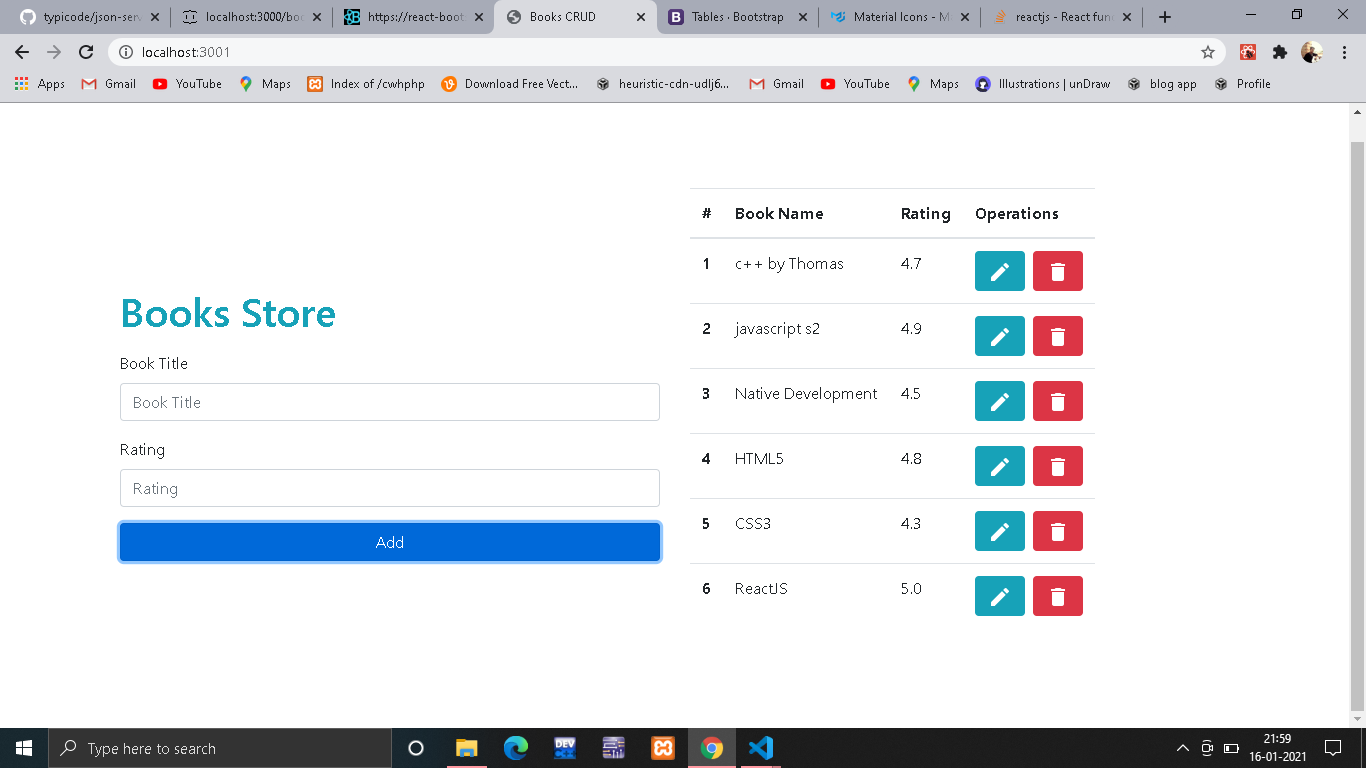 typicode/json-serv
localhost:3000/boo
https://react-boot
Books CRUD
Tables · Bootstrap
Material Icons - M
reactjs - React fun
localhost:3001
Apps
Gmail
YouTube
Maps
Index of /cwhphp
Download Free Vect...
heuristic-cdn-udlj6...
Gmail
YouTube
Maps
Illustrations | unDraw
blog app
Profile
Books Store
Book Title
Book Title
Rating
Rating
Add
# Book Name Rating Operations
1 c++ by Thomas 4.7
2 javascript s2 4.9
3 Native Development 4.5
4 HTML5 4.8
5 CSS3 4.3
6 ReactJS 5.0
Type here to search
DEV
21:59
16-01-2021